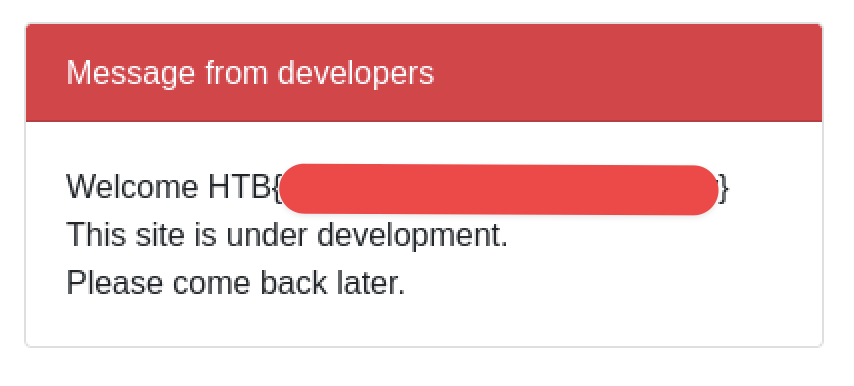 Message from developers
Welcome HTB{ }
This site is under development.
Please come back later.